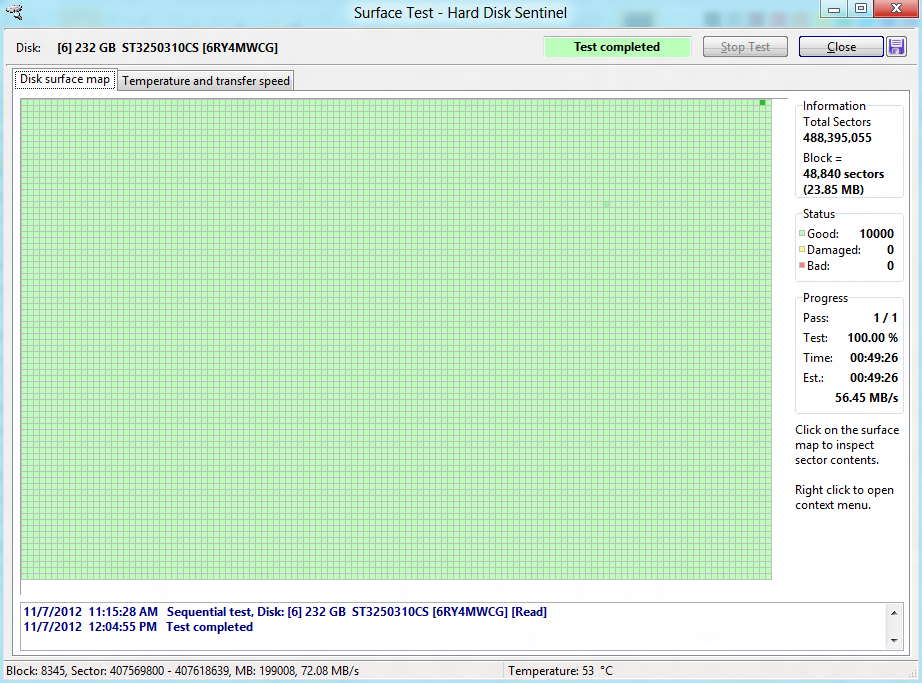 Surface Test - Hard Disk Sentinel
Disk: [6] 232 GB ST3250310CS [6RY4MWCG]
Test completed
Stop Test
Close
Disk surface map
Temperature and transfer speed
Information
Total Sectors
488,395,055
Block =
48,840 sectors
(23.85 MB)
Status
Good: 10000
Damaged: 0
Bad: 0
Progress
Pass: 1 / 1
Test: 100.00 %
Time: 00:49:26
Est.: 00:49:26
56.45 MB/s
Click on the surface
map to inspect
sector contents.
Right click to open
context menu.
11/7/2012 11:15:28 AM Sequential test, Disk: [6] 232 GB ST3250310CS [6RY4MWCG] [Read]
11/7/2012 12:04:55 PM Test completed
Block: 8345, Sector: 407569800 - 407618639, MB: 199008, 72.08 MB/s
Temperature: 53 °C